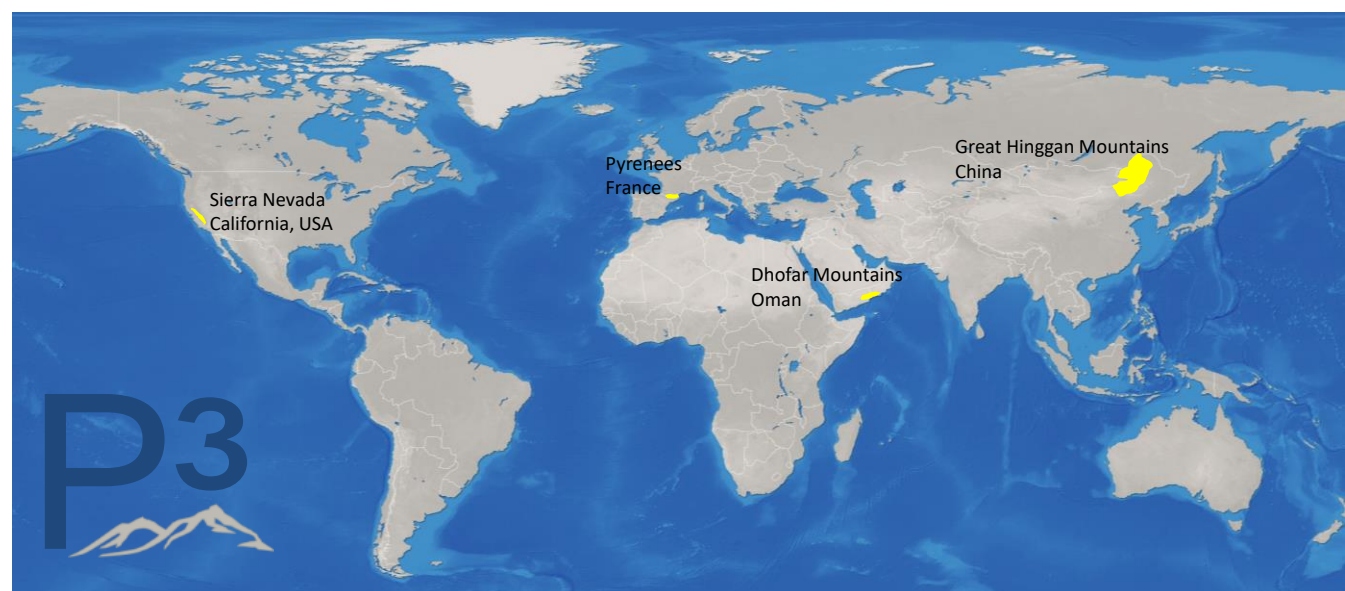 Great Hinggan Mountains
China
Pyrenees
France
Sierra Nevada
California, USA
Dhofar Mountains
Oman
P3